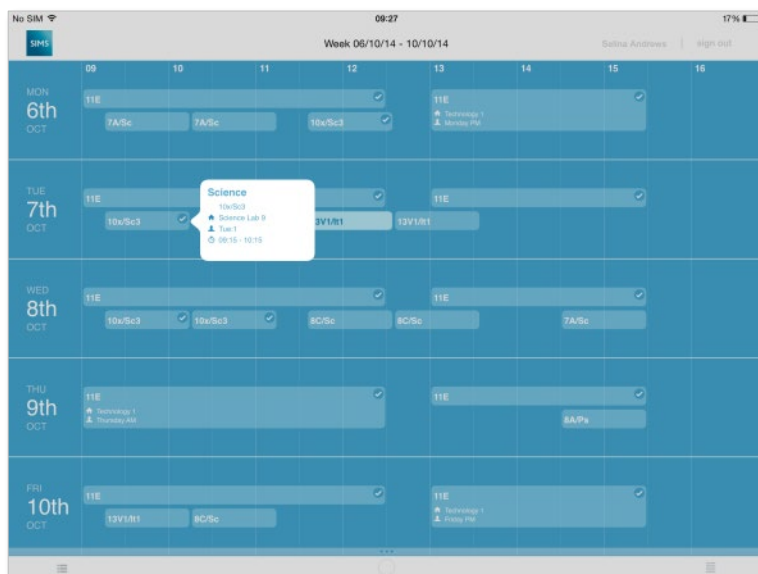 No SIM 09:27 17%
SIMS Week 06/10/14 - 10/10/14 Selina Andrews sign out
09 10 11 12 13 14 15 16
MON
6th
OCT
11E 11E
Technology 1
Monday PM
7A/Sc 7A/Sc 10x/Sc3
TUE
7th
OCT
11E 11E
10x/Sc3 3V1/It1 13V1/It1
Science
10x/Sc3
Science Lab 9
Tue:1
09:15 - 10:15
WED
8th
OCT
11E 11E
10x/Sc3 10x/Sc3 8C/Sc 8C/Sc 7A/Sc
THU
9th
OCT
11E 11E
Technology 1
Thursday AM
8A/Ps
FRI
10th
OCT
11E 11E
Technology 1
Friday PM
13V1/It1 8C/Sc